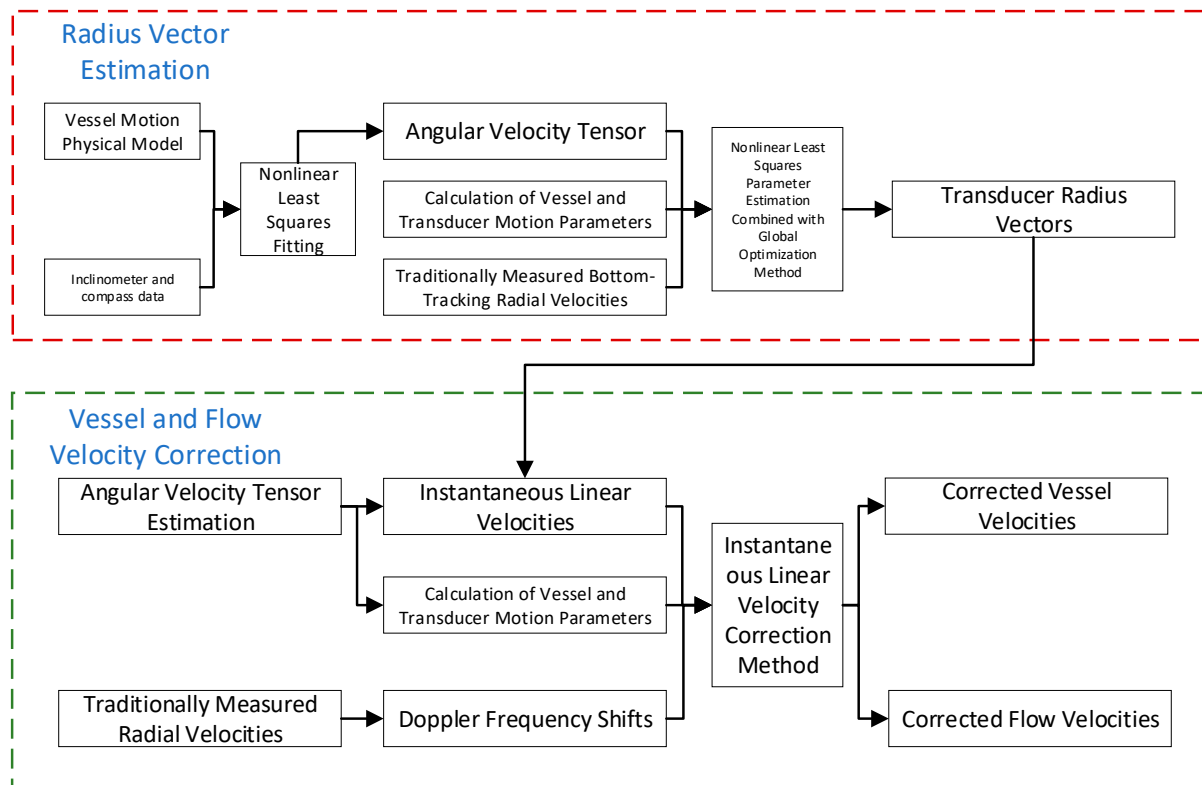 Radius Vector
Estimation
Vessel Motion
Physical Model
Inclinometer and
compass data
Nonlinear
Least
Squares
Fitting
Angular Velocity Tensor
Calculation of Vessel and
Transducer Motion Parameters
Traditionally Measured Bottom-
Tracking Radial Velocities
Nonlinear Least
Squares
Parameter
Estimation
Combined with
Global
Optimization
Method
Transducer Radius
Vectors
Vessel and Flow
Velocity Correction
Angular Velocity Tensor
Estimation
Traditionally Measured
Radial Velocities
Instantaneous Linear
Velocities
Calculation of Vessel and
Transducer Motion Parameters
Doppler Frequency Shifts
Instantane
ous Linear
Velocity
Correction
Method
Corrected Vessel
Velocities
Corrected Flow Velocities